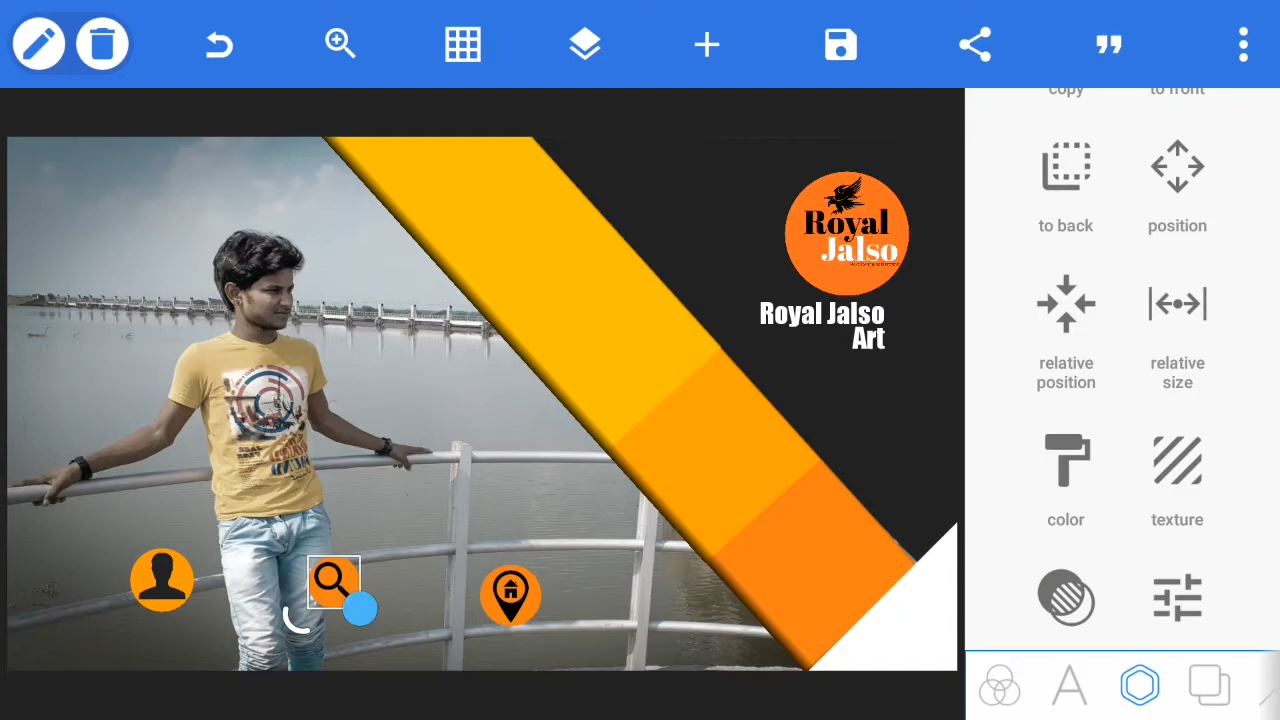 copy
to front
Royal
Jalso
Royal Jalso
Art
to back
position
relative
position
relative
size
color
texture